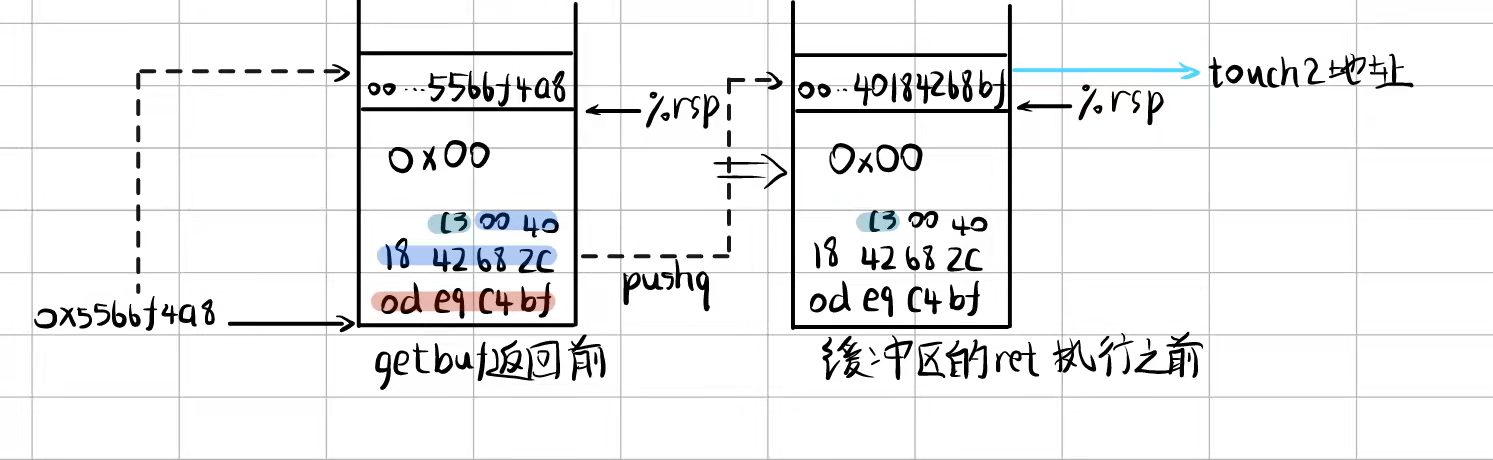 00…5566f4a8
%rsp
0x00
C3 00 40
18 42 68 2C
0d e9 C4 bf
0x5566f4a8
getbuf返回前
pushq
00…40184268bf
touch2地址
%rsp
0x00
C3 00 40
18 42 68 2C
0d e9 C4 bf
缓冲区的ret 执行之前